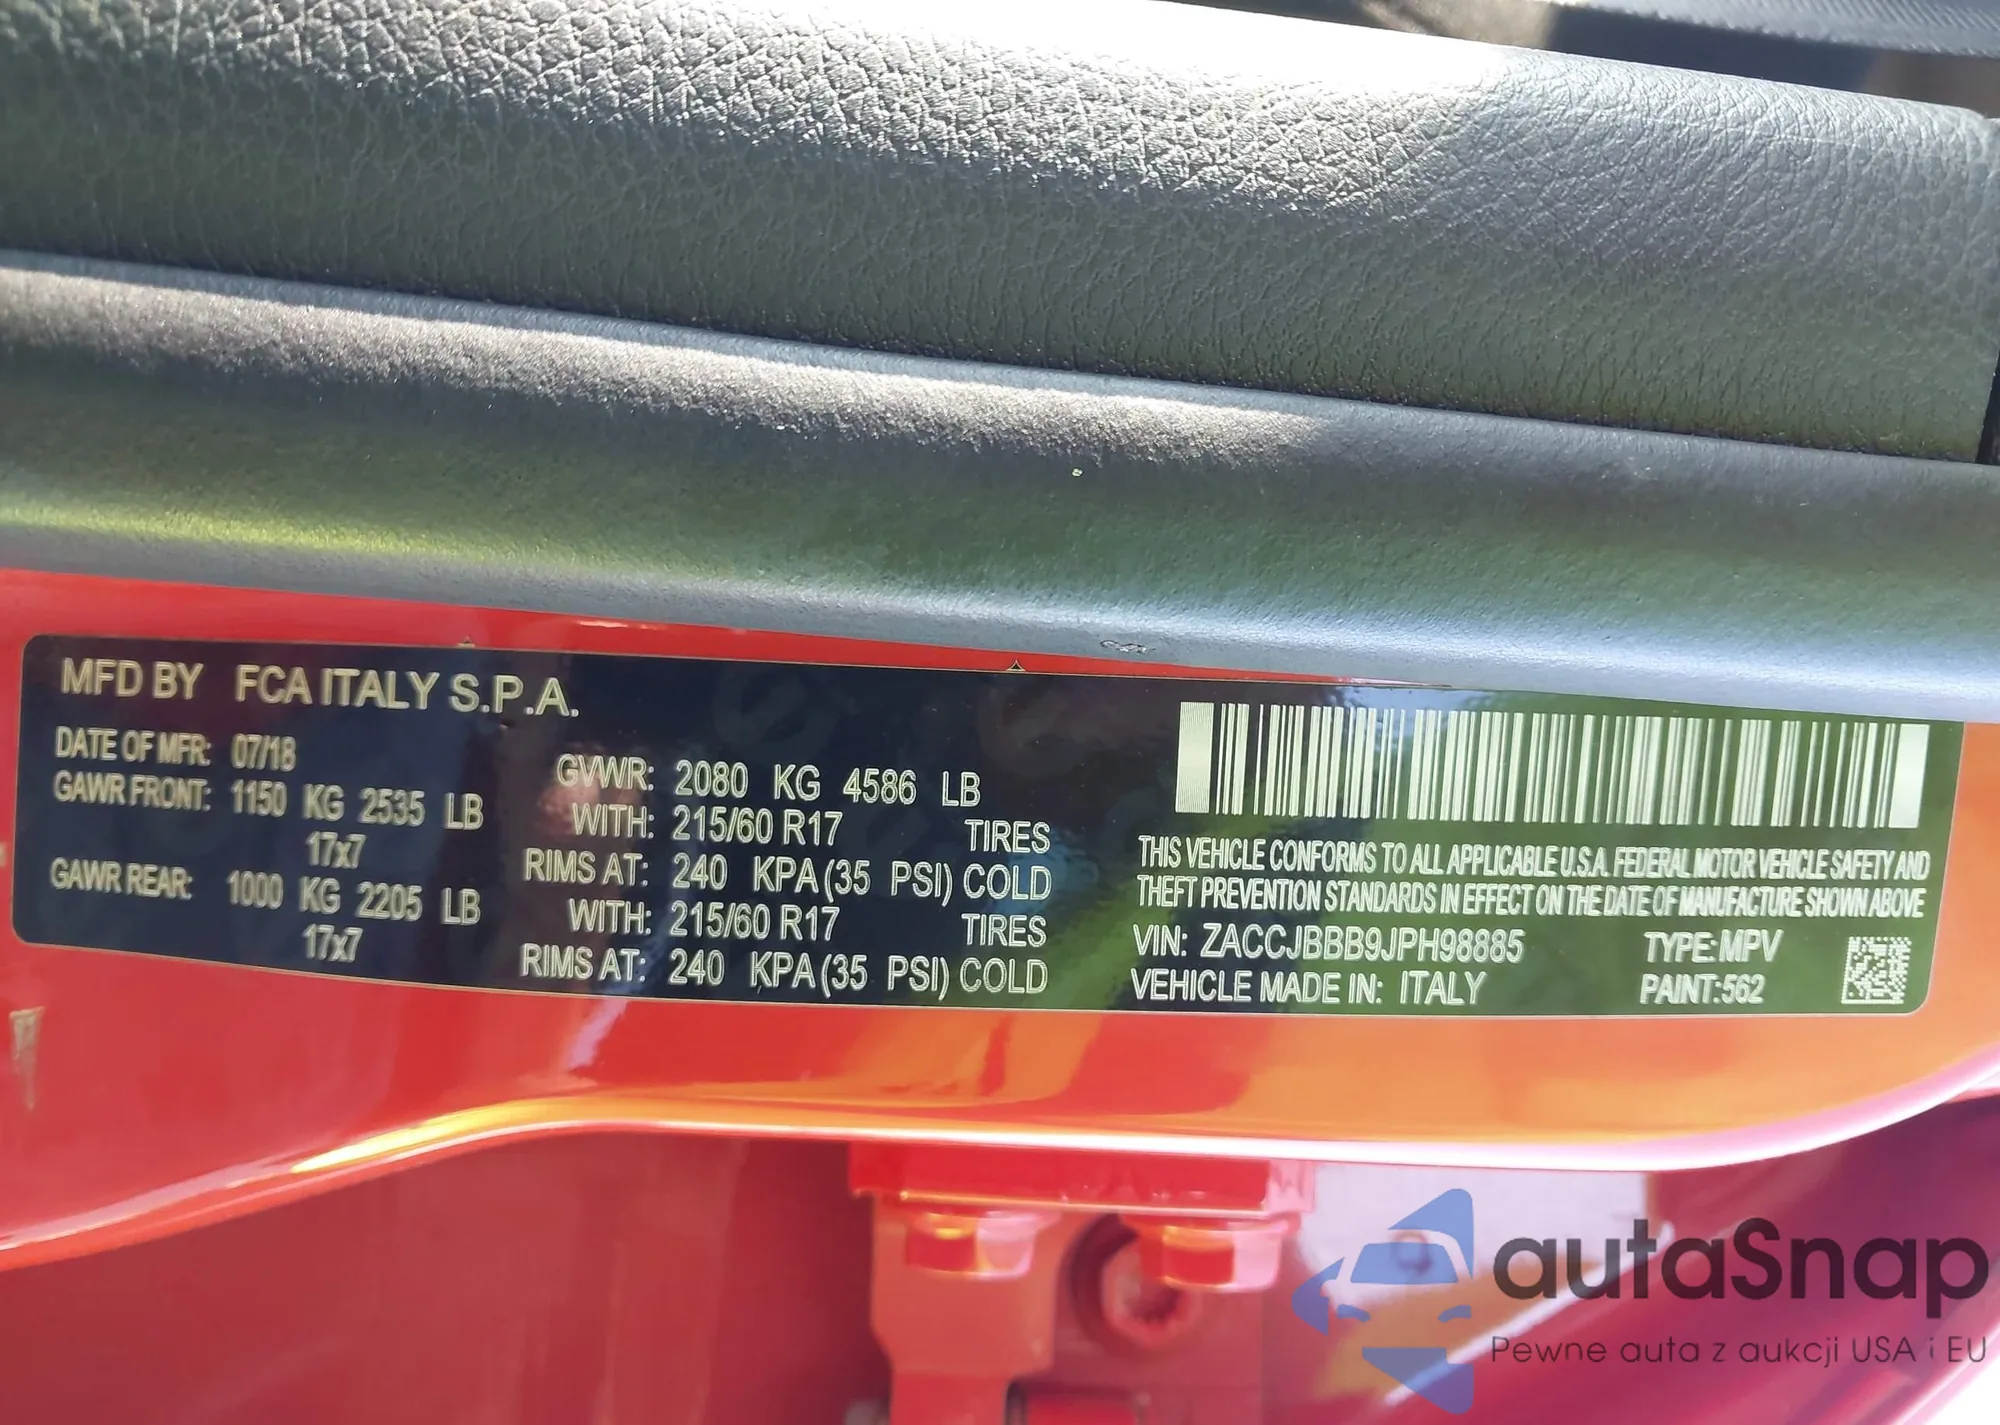 MFD BY FCA ITALY S.P.A.
DATE OF MFR: 07/18
GAWR FRONT: 1150 KG 2535 LB
17x7
GAWR REAR: 1000 KG 2205 LB
17x7
GVWR: 2080 KG 4586 LB
WITH: 215/60 R17 TIRES
RIMS AT: 240 KPA (35 PSI) COLD
WITH: 215/60 R17 TIRES
RIMS AT: 240 KPA (35 PSI) COLD
THIS VEHICLE CONFORMS TO ALL APPLICABLE U.S.A. FEDERAL MOTOR VEHICLE SAFETY AND
THEFT PREVENTION STANDARDS IN EFFECT ON THE DATE OF MANUFACTURE SHOWN ABOVE
VIN: ZACCJBBB9JPH98885 TYPE: MPV
VEHICLE MADE IN: ITALY PAINT: 562
autaSnap
Pewne auta z aukcji USA i EU